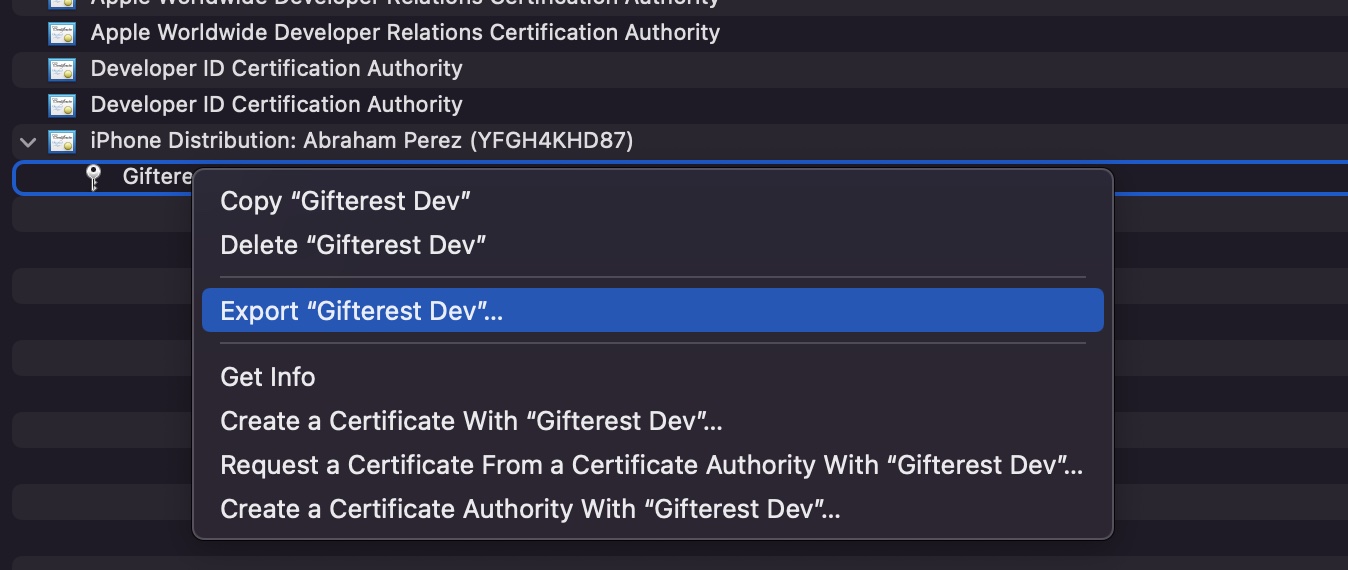 Apple Worldwide Developer Relations Certification Authority
Apple Worldwide Developer Relations Certification Authority
Developer ID Certification Authority
Developer ID Certification Authority
iPhone Distribution: Abraham Perez (YFGH4KHD87)
Giftere
Copy “Gifterest Dev”
Delete “Gifterest Dev”
Export “Gifterest Dev”...
Get Info
Create a Certificate With “Gifterest Dev”...
Request a Certificate From a Certificate Authority With “Gifterest Dev”...
Create a Certificate Authority With “Gifterest Dev”...